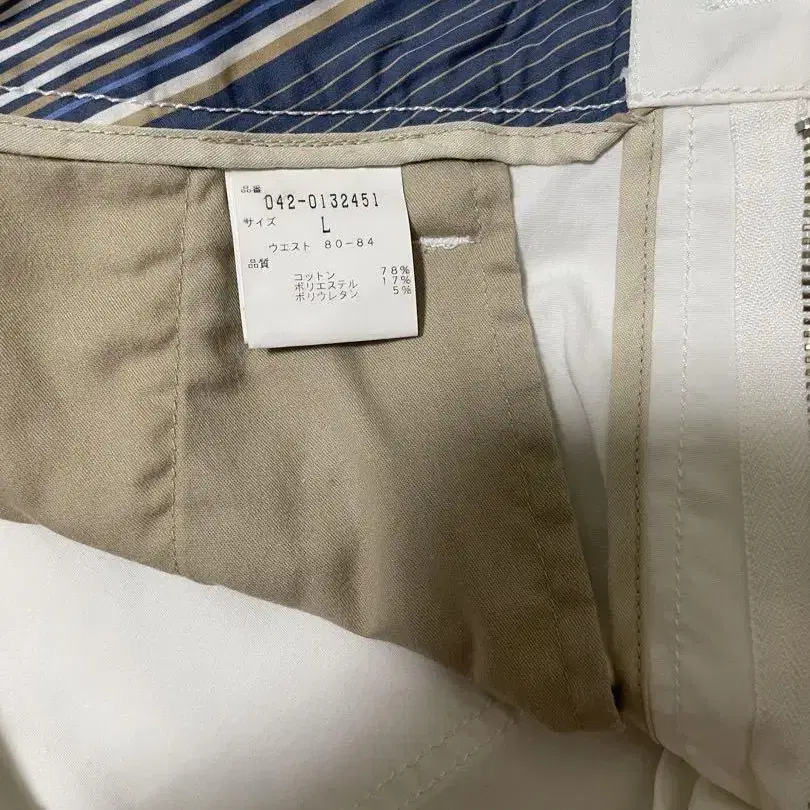 品番
042-0132451
サイズ
L
ウエスト 80-84
品質
コットン 78%
ポリエステル 17%
ポリウレタン 5%